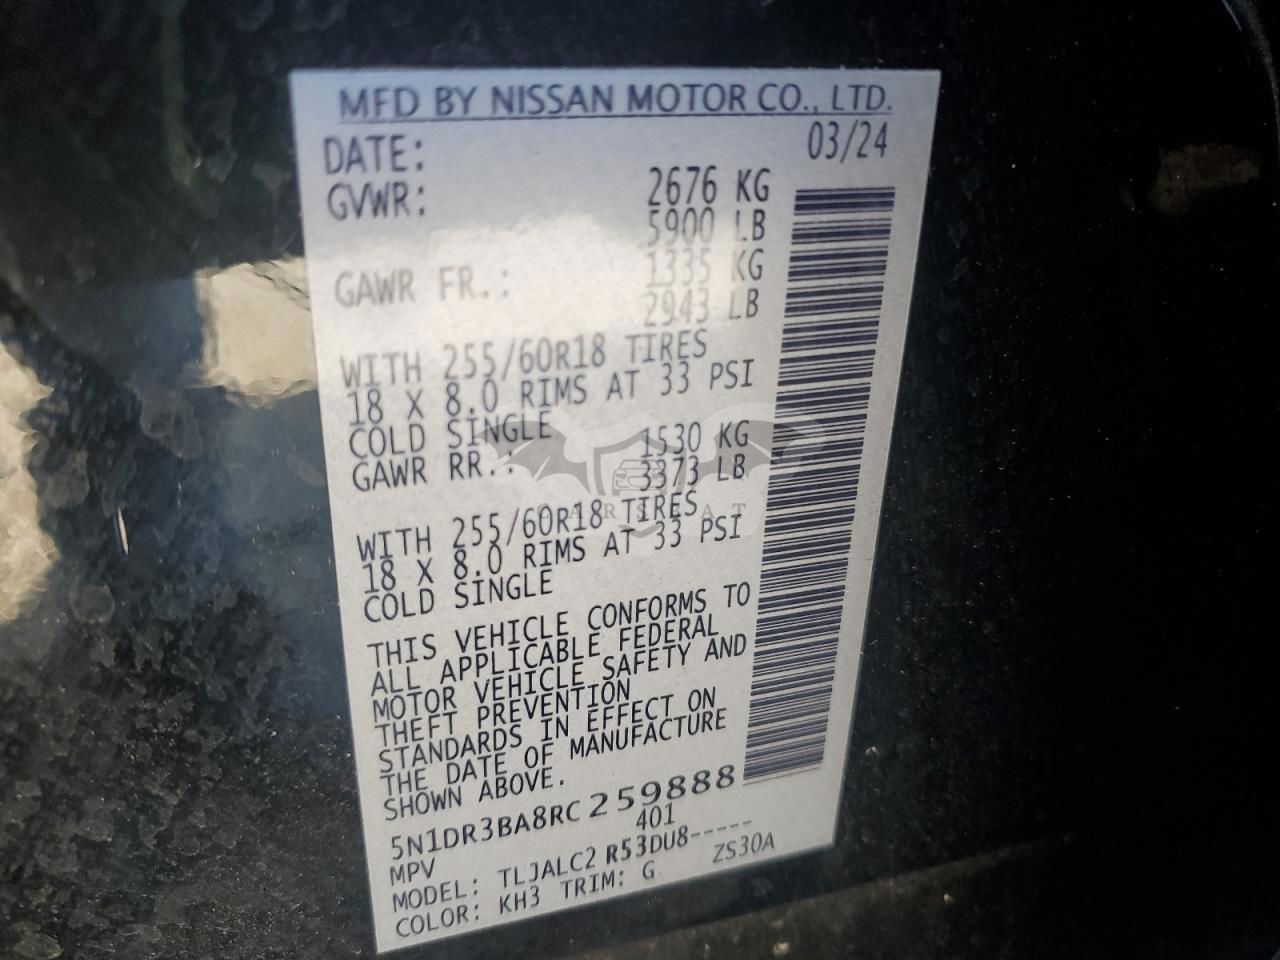 MFD BY NISSAN MOTOR CO., LTD.
DATE: 03/24
GVWR: 2676 KG
5900 LB
GAWR FR.: 1335 KG
2943 LB
WITH 255/60R18 TIRES
18 X 8.0 RIMS AT 33 PSI
COLD SINGLE
GAWR RR.: 1530 KG
3373 LB
WITH 255/60R18 TIRES
18 X 8.0 RIMS AT 33 PSI
COLD SINGLE
THIS VEHICLE CONFORMS TO
ALL APPLICABLE FEDERAL
MOTOR VEHICLE SAFETY AND
THEFT PREVENTION
STANDARDS IN EFFECT ON
THE DATE OF MANUFACTURE
SHOWN ABOVE.
5N1DR3BA8RC259888
MPV 401
MODEL: TLJALC2 R53DU8-----
COLOR: KH3 TRIM: G ZS30A